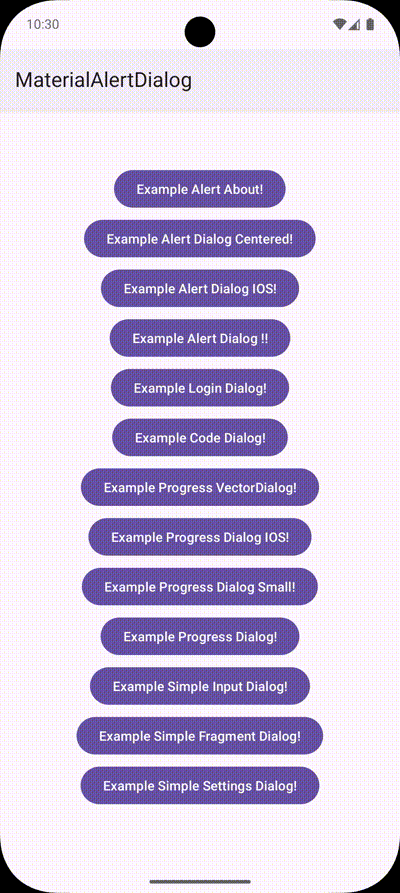 10:30
MaterialAlertDialog
Example Alert About!
Example Alert Dialog Centered!
Example Alert Dialog IOS!
Example Alert Dialog !!
Example Login Dialog!
Example Code Dialog!
Example Progress VectorDialog!
Example Progress Dialog IOS!
Example Progress Dialog Small!
Example Progress Dialog!
Example Simple Input Dialog!
Example Simple Fragment Dialog!
Example Simple Settings Dialog!